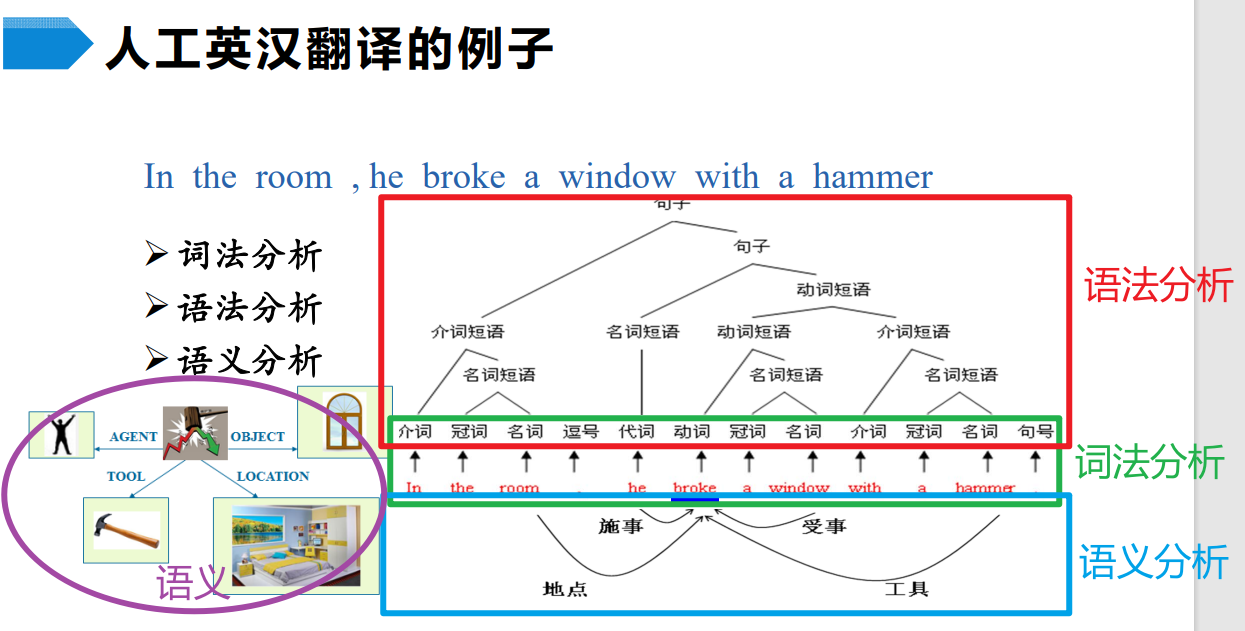 人工英汉翻译的例子
In the room , he broke a window with a hammer
词法分析
语法分析
语义分析
句子
句子
动词短语
介词短语 名词短语 动词短语 介词短语
名词短语 名词短语 名词短语
介词 冠词 名词 逗号 代词 动词 冠词 名词 介词 冠词 名词 句号
In the room , he broke a window with a hammer
施事 受事
地点 工具
语法分析
词法分析
语义分析
AGENT OBJECT
TOOL LOCATION
语义